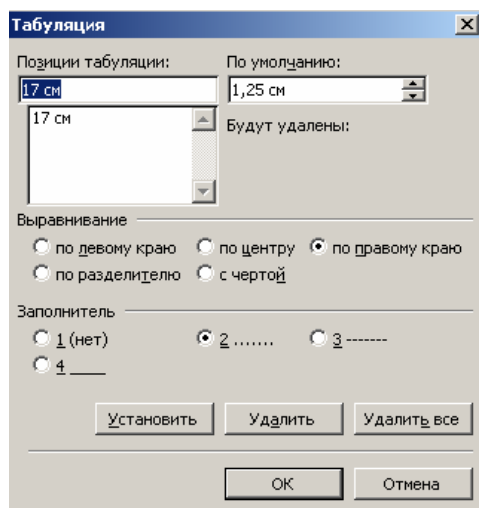 Табуляция
Позиции табуляции: По умолчанию:
17 см 1,25 см
17 см
Будут удалены:
Выравнивание
по левому краю по центру по правому краю
по разделителю с чертой
Заполнитель
1 (нет) 2 ....... 3 -------
4 ____
Установить Удалить Удалить все
ОК Отмена